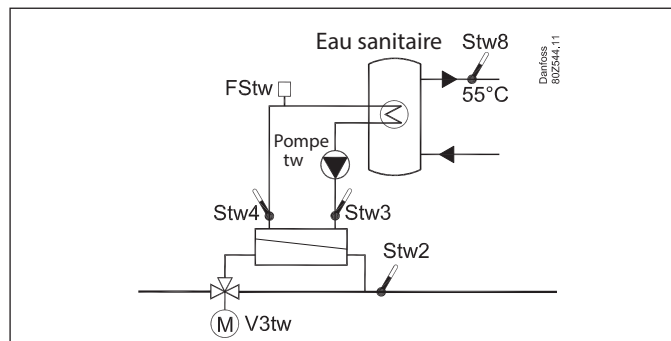 Eau sanitaire
Stw8
Danfoss
80Z544.11
FStw
55°C
Pompe
tw
Stw4
Stw3
Stw2
M
V3tw